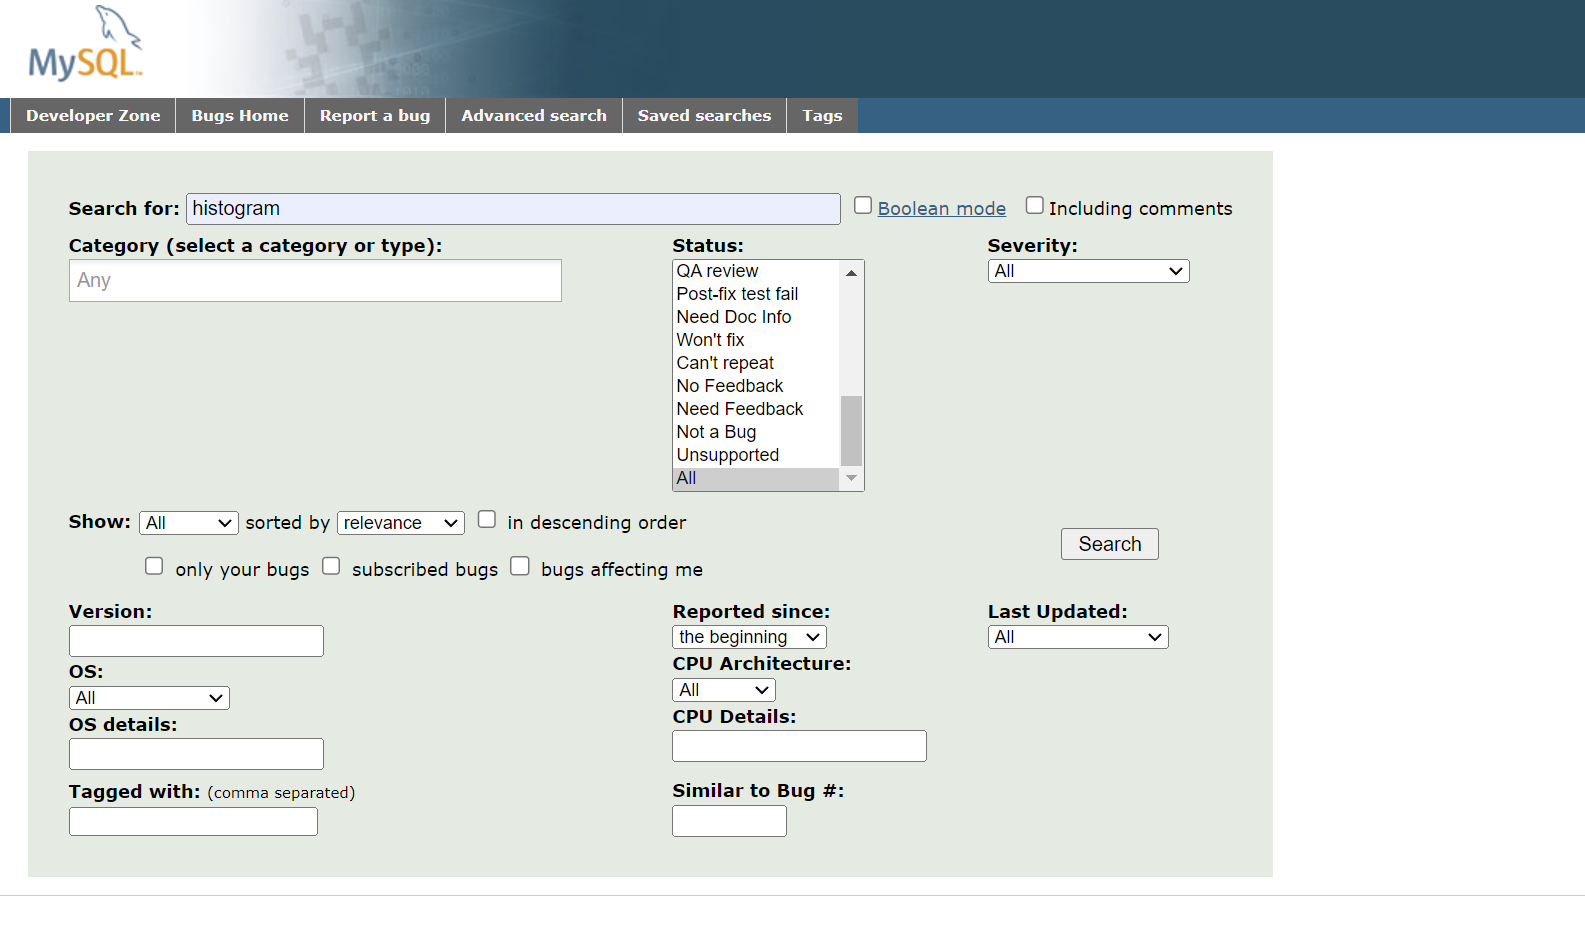 MySQL™
Developer Zone Bugs Home Report a bug Advanced search Saved searches Tags
Search for: histogram Boolean mode Including comments
Category (select a category or type): Status: Severity:
Any
All
QA review
Post-fix test fail
Need Doc Info
Won't fix
Can't repeat
No Feedback
Need Feedback
Not a Bug
Unsupported
All
Show: All sorted by relevance in descending order
Search
only your bugs subscribed bugs bugs affecting me
Version: Reported since: Last Updated:
the beginning All
OS: CPU Architecture:
All All
OS details: CPU Details:
Tagged with: (comma separated) Similar to Bug #: